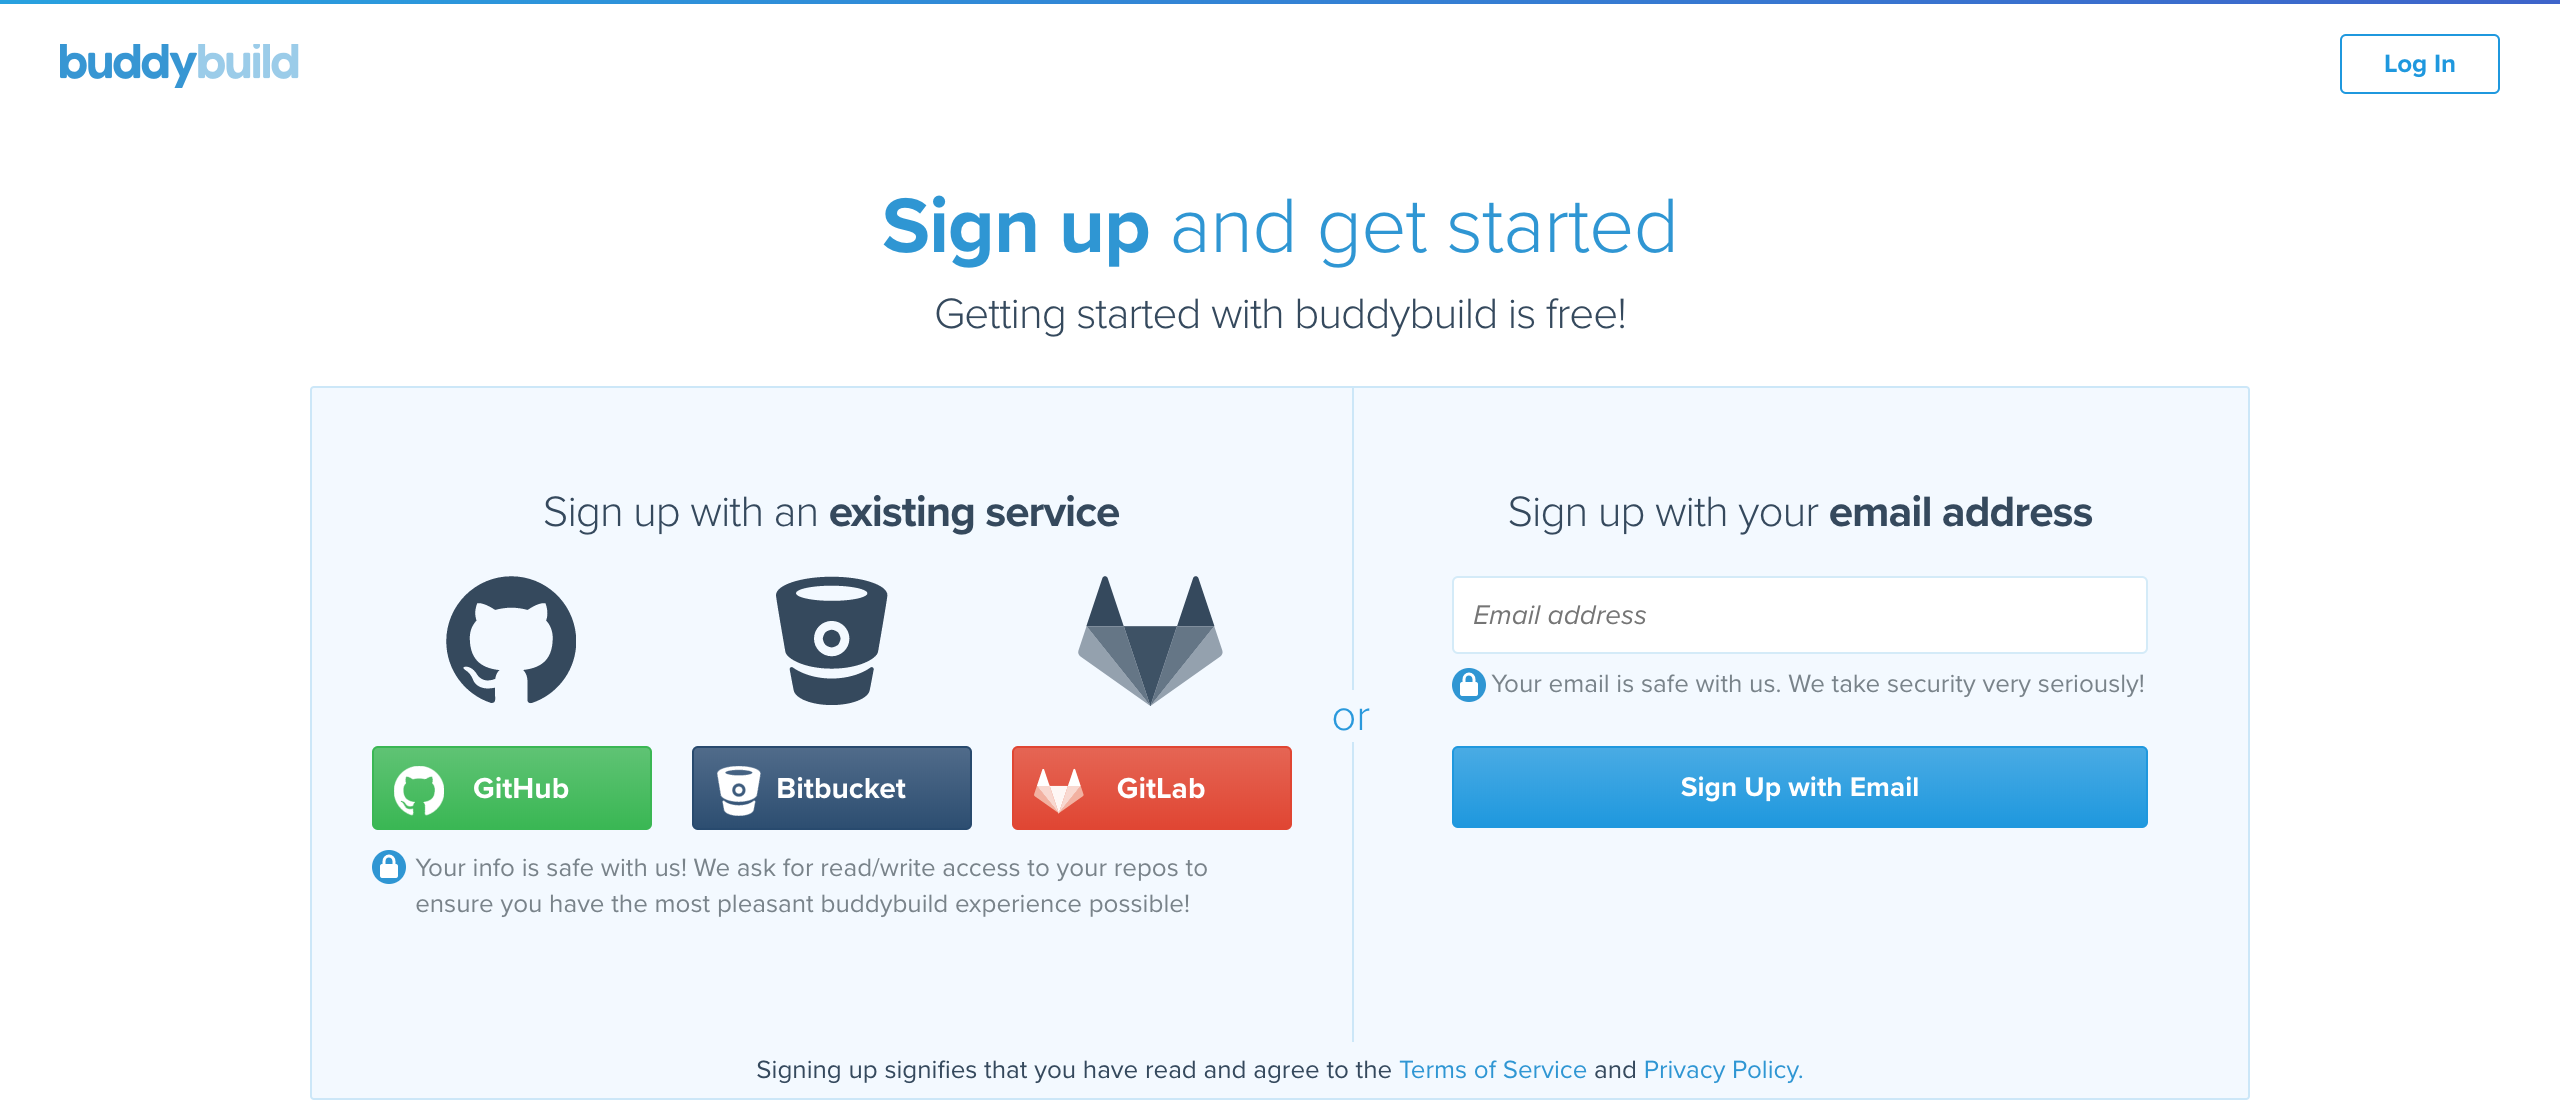 buddybuild
Log In
Sign up and get started
Getting started with buddybuild is free!
Sign up with an existing service
GitHub
Bitbucket
GitLab
Your info is safe with us! We ask for read/write access to your repos to
ensure you have the most pleasant buddybuild experience possible!
or
Sign up with your email address
Email address
Your email is safe with us. We take security very seriously!
Sign Up with Email
Signing up signifies that you have read and agree to the Terms of Service and Privacy Policy.